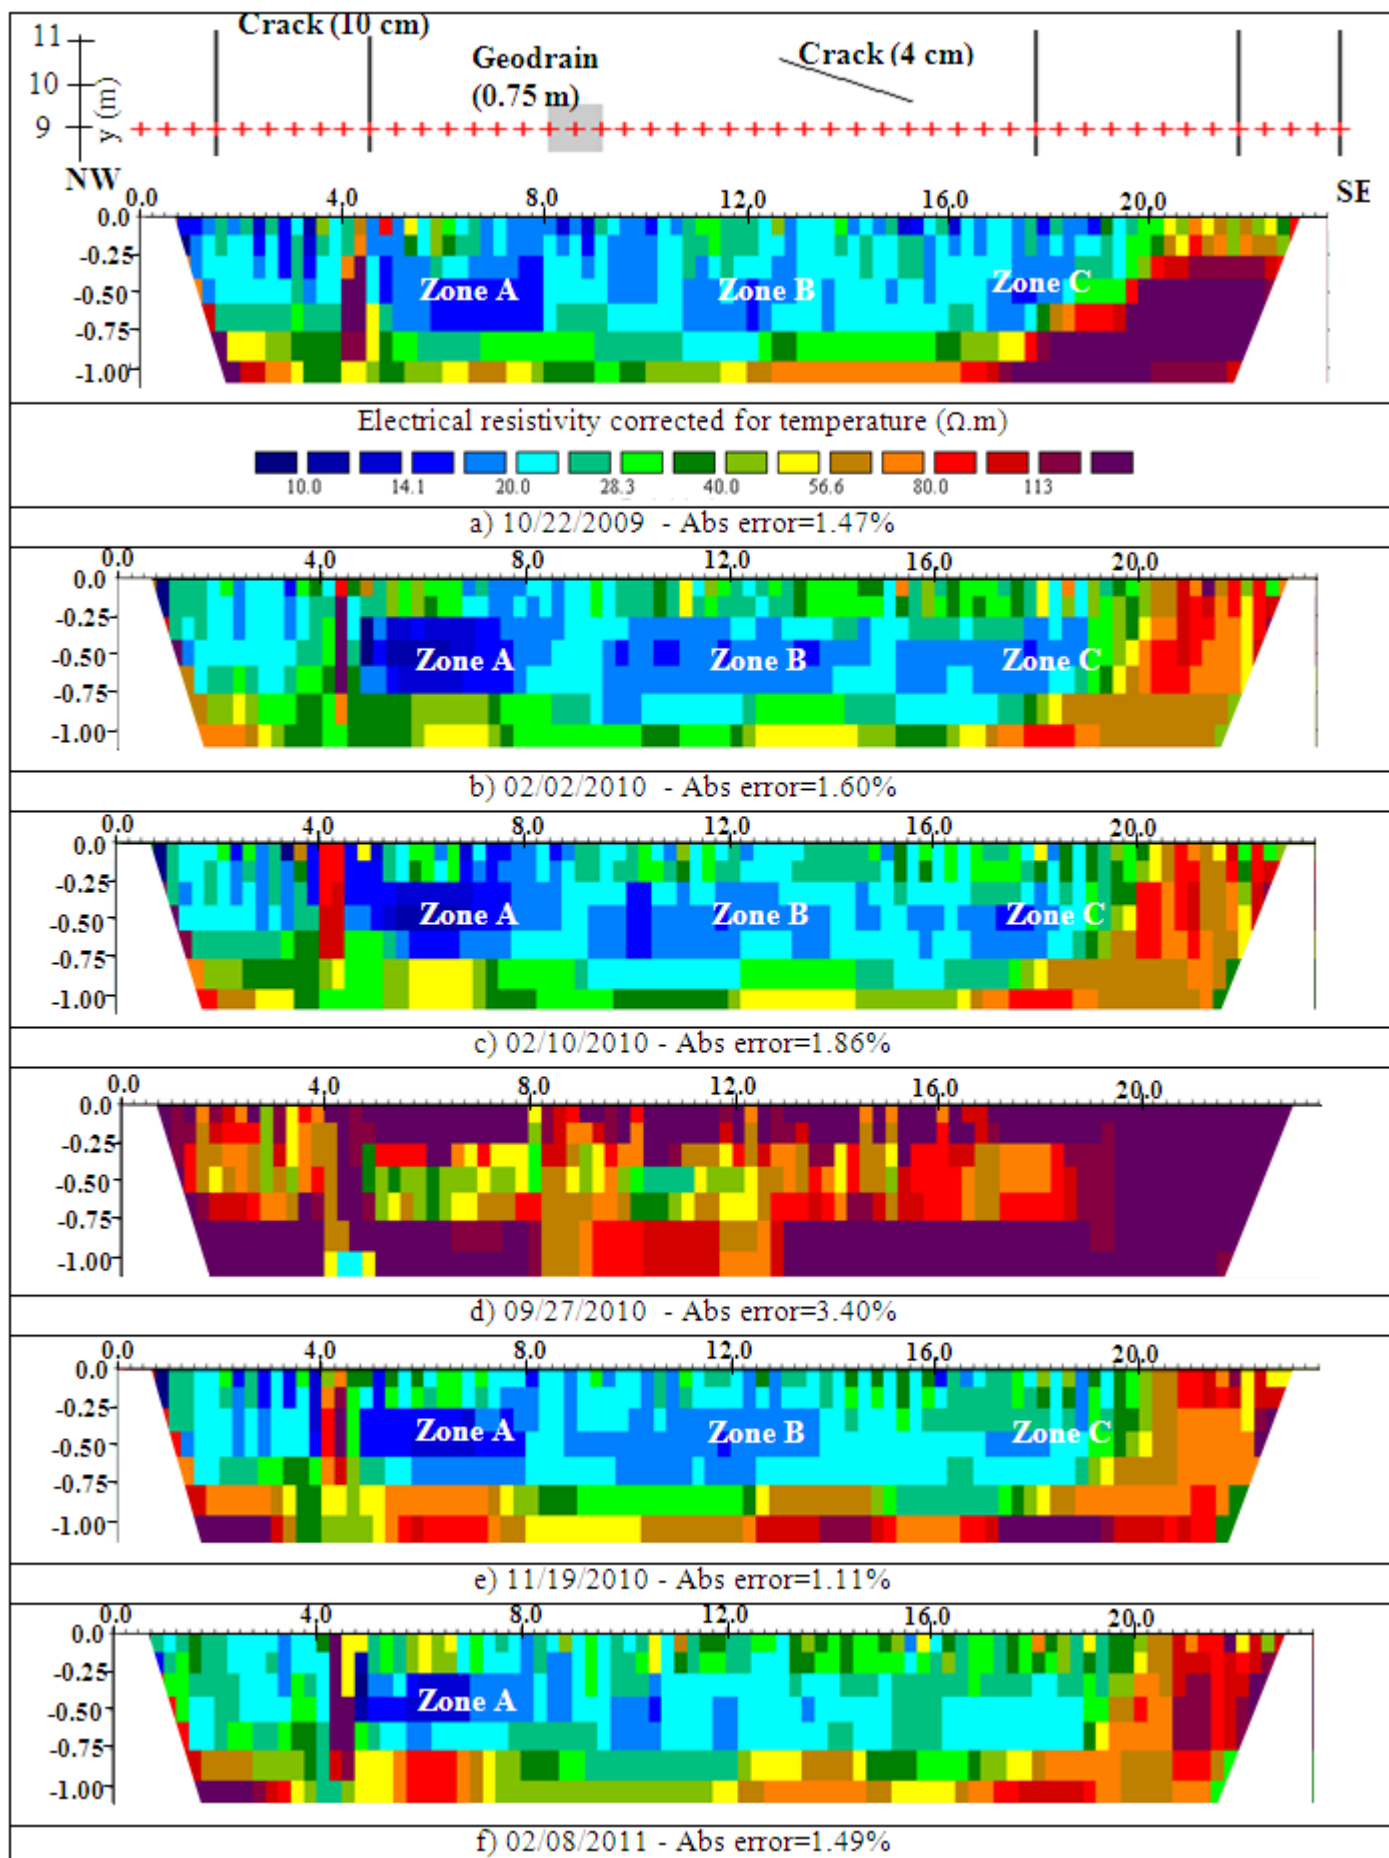 11 Crack (10 cm)
Geodrain Crack (4 cm)
10 (0.75 m)
9 y (m)
NW 0.0 4.0 8.0 12.0 16.0 20.0 SE
0.0
-0.25
-0.50 Zone A Zone B Zone C
-0.75
-1.00
Electrical resistivity corrected for temperature (Ω.m)
10.0 14.1 20.0 28.3 40.0 56.6 80.0 113
a) 10/22/2009 - Abs error=1.47%
0.0 4.0 8.0 12.0 16.0 20.0
0.0
-0.25
-0.50 Zone A Zone B Zone C
-0.75
-1.00
b) 02/02/2010 - Abs error=1.60%
0.0 4.0 8.0 12.0 16.0 20.0
0.0
-0.25
-0.50 Zone A Zone B Zone C
-0.75
-1.00
c) 02/10/2010 - Abs error=1.86%
0.0 4.0 8.0 12.0 16.0 20.0
0.0
-0.25
-0.50
-0.75
-1.00
d) 09/27/2010 - Abs error=3.40%
0.0 4.0 8.0 12.0 16.0 20.0
0.0
-0.25
-0.50 Zone A Zone B Zone C
-0.75
-1.00
e) 11/19/2010 - Abs error=1.11%
0.0 4.0 8.0 12.0 16.0 20.0
0.0
-0.25
-0.50 Zone A
-0.75
-1.00
f) 02/08/2011 - Abs error=1.49%